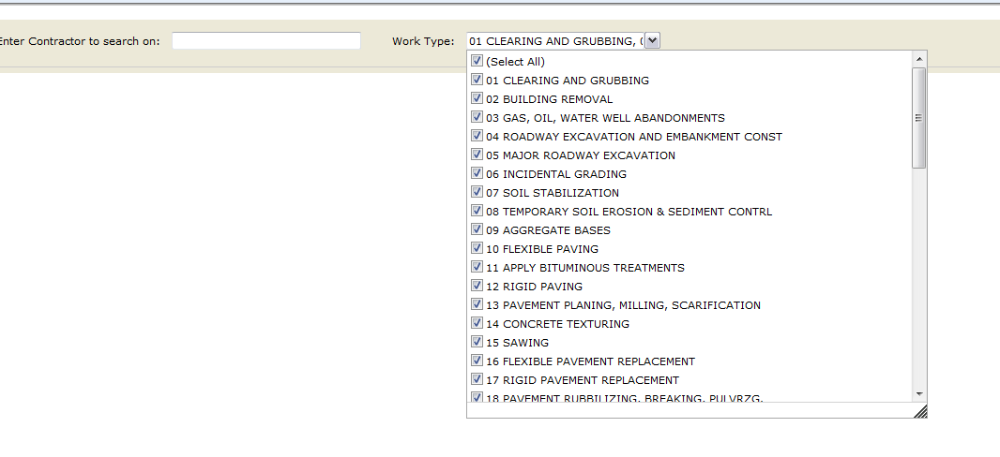 Enter Contractor to search on:
Work Type: 01 CLEARING AND GRUBBING, (
(Select All)
01 CLEARING AND GRUBBING
02 BUILDING REMOVAL
03 GAS, OIL, WATER WELL ABANDONMENTS
04 ROADWAY EXCAVATION AND EMBANKMENT CONST
05 MAJOR ROADWAY EXCAVATION
06 INCIDENTAL GRADING
07 SOIL STABILIZATION
08 TEMPORARY SOIL EROSION & SEDIMENT CONTRL
09 AGGREGATE BASES
10 FLEXIBLE PAVING
11 APPLY BITUMINOUS TREATMENTS
12 RIGID PAVING
13 PAVEMENT PLANING, MILLING, SCARIFICATION
14 CONCRETE TEXTURING
15 SAWING
16 FLEXIBLE PAVEMENT REPLACEMENT
17 RIGID PAVEMENT REPLACEMENT
18 PAVEMENT RUBBILIZING, BREAKING, PULVRZG.